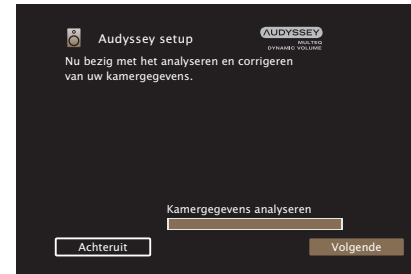 Audyssey setup
AUDYSSEY
MULTEQ
DYNAMIC VOLUME
Nu bezig met het analyseren en corrigeren
van uw kamergegevens.
Kamergegevens analyseren
Achteruit
Volgende